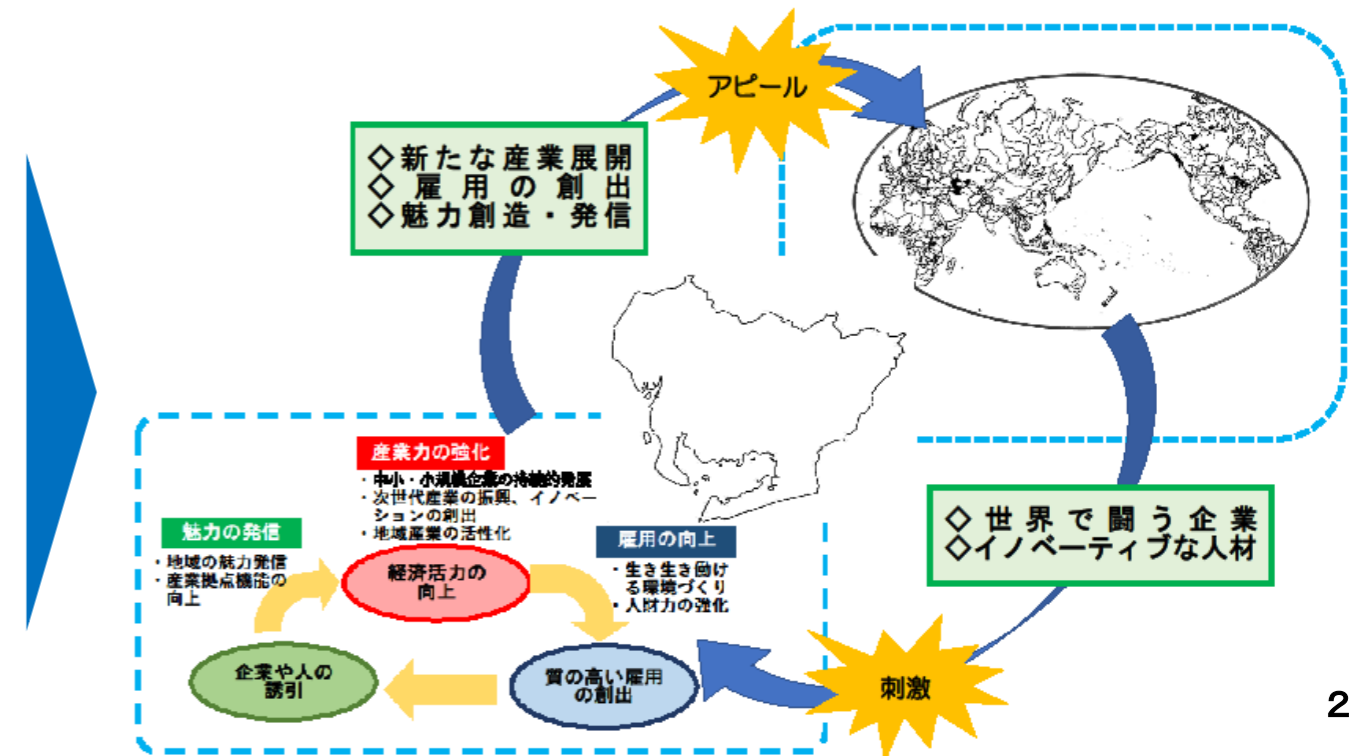 アピール
◇新たな産業展開
◇雇用の創出
◇魅力創造・発信
産業力の強化
・中小・小規模企業の持続的発展
・次世代産業の振興、イノベー
ションの創出
・地域産業の活性化
魅力の発信
・地域の魅力発信
・産業拠点機能の
向上
雇用の向上
・生き生き働け
る環境づくり
・人財力の強化
経済活力の
向上
企業や人の
誘引
質の高い雇用
の創出
◇世界で闘う企業
◇イノベーティブな人材
刺激
2